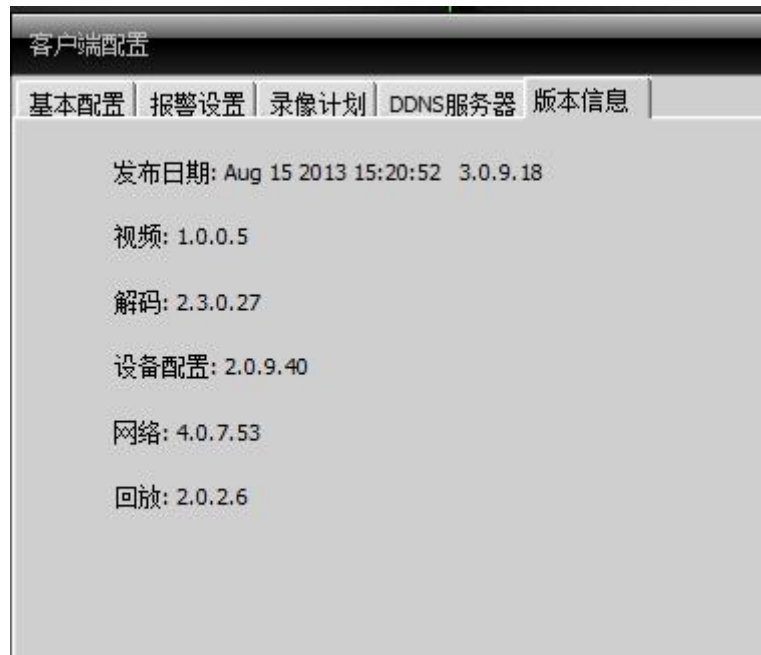 客户端配置
基本配置 报警设置 录像计划 DDNS服务器 版本信息
发布日期: Aug 15 2013 15:20:52 3.0.9.18
视频: 1.0.0.5
解码: 2.3.0.27
设备配置: 2.0.9.40
网络: 4.0.7.53
回放: 2.0.2.6